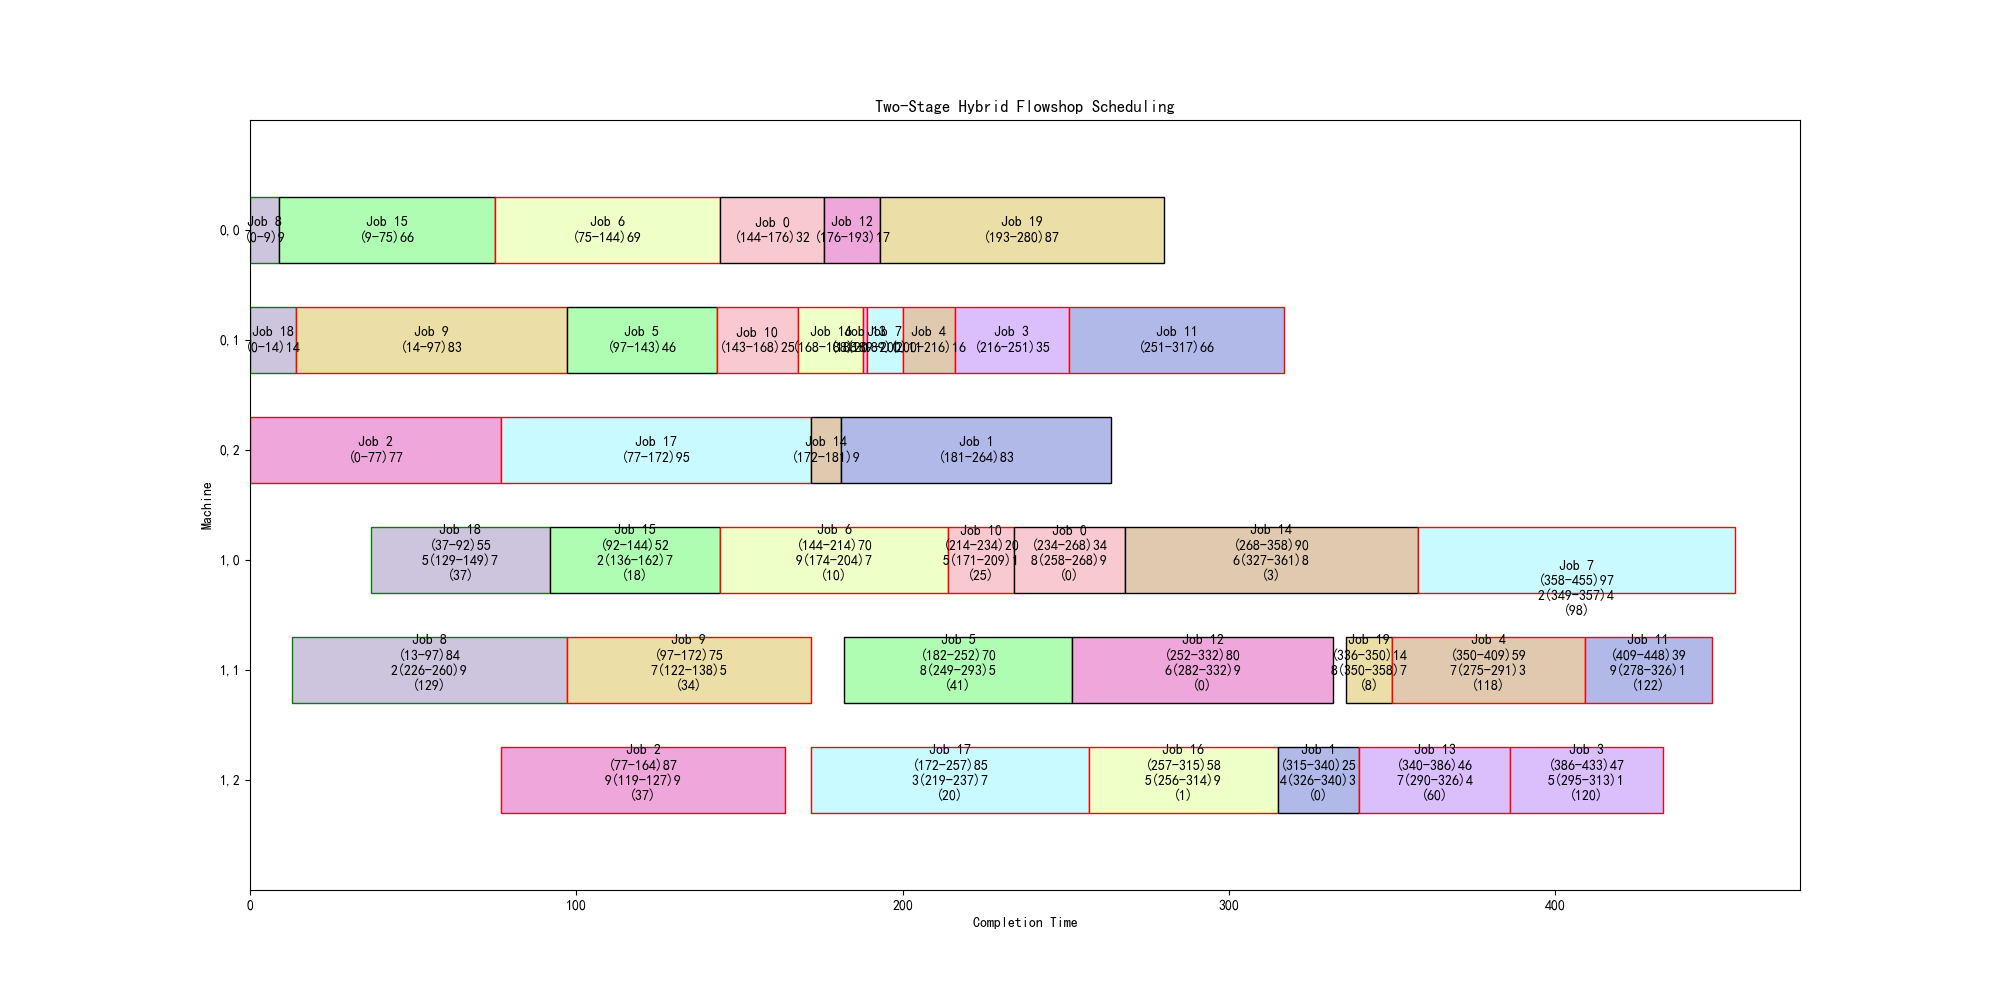 Two-Stage Hybrid Flowshop Scheduling
0,0
Job 8
(0-9)9
Job 15
(9-75)66
Job 6
(75-144)69
Job 0
(144-176)32
Job 12
(176-193)17
Job 19
(193-280)87
0,1
Job 18
(0-14)14
Job 9
(14-97)83
Job 5
(97-143)46
Job 10
(143-168)25
Job 7
Job 4
Job 3
(216-251)35
Job 11
(251-317)66
0,2
Job 2
(0-77)77
Job 17
(77-172)95
Job 14
(172-181)9
Job 1
(181-264)83
Machine
1,0
Job 18
(37-92)55
5(129-149)7
(37)
Job 15
(92-144)52
2(136-162)7
(18)
Job 6
(144-214)70
9(174-204)7
(10)
Job 10
(214-234)20
5(171-209)1
(25)
Job 0
(234-268)34
8(258-268)9
(0)
Job 14
(268-358)90
6(327-361)8
(3)
Job 7
(358-455)97
2(349-357)4
(98)
1,1
Job 8
(13-97)84
2(226-260)9
(129)
Job 9
(97-172)75
7(122-138)5
(34)
Job 5
(182-252)70
8(249-293)5
(41)
Job 12
(252-332)80
6(282-332)9
(0)
Job 19
(336-350)14
8(350-358)7
(8)
Job 4
(350-409)59
7(275-291)3
(118)
Job 11
(409-448)39
9(278-326)1
(122)
1,2
Job 2
(77-164)87
9(119-127)9
(37)
Job 17
(172-257)85
3(219-237)7
(20)
Job 16
(257-315)58
5(256-314)9
(1)
Job 1
(315-340)25
4(326-340)3
(0)
Job 13
(340-386)46
7(290-326)4
(60)
Job 3
(386-433)47
5(295-313)1
(120)
0 100 200 300 400
Completion Time